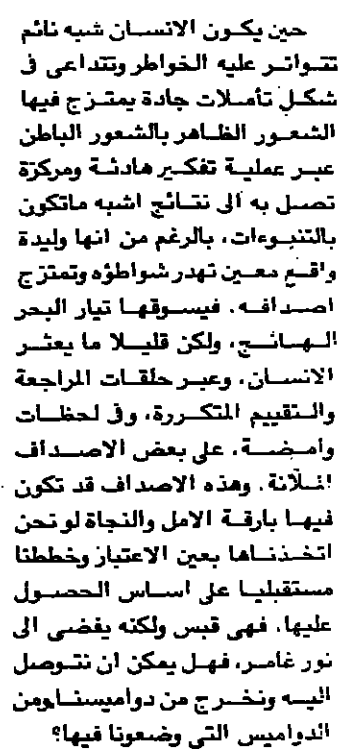 حين يكون الانسان شبه نائم
تتواتر عليه الخواطر وتتداعى في
شكل تأملات جادة يمتزج فيها
الشعور الظاهر بالشعور الباطن
عبر عملية تفكير هادئة ومركزة
تصل به الى نتائج اشبه ماتكون
بالتنبوءات، بالرغم من انها وليدة
واقع معين تهدر شواطؤه وتمتزج
اصدافه، فيسوقها تيار البحر
الهائج، ولكن قليلا ما يعثر
الانسان، وعبر حلقات المراجعة
والتقييم المتكررة، وفي لحظات
وامضة، على بعض الاصداف
الملآنة. وهذه الاصداف قد تكون
فيها بارقة الامل والنجاة لو نحن
اتخذناها بعين الاعتبار وخططنا
مستقبليا على اساس الحصول
عليها، فهي قبس ولكنه يفضى الى
نور غامر، فهل يمكن ان نتوصل
اليه ونخرج من دواميسنا ومن
الدواميس التي وضعونا فيها؟